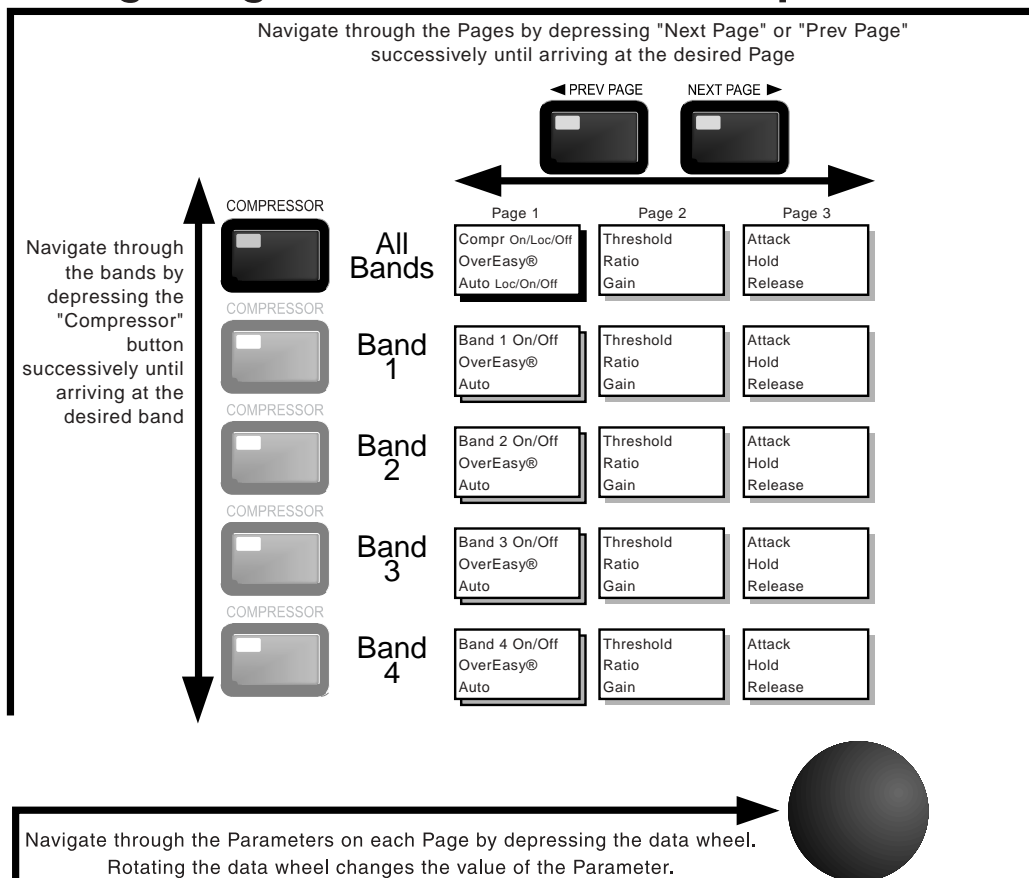 Navigate through the Pages by depressing "Next Page" or "Prev Page"
successively until arriving at the desired Page
◄ PREV PAGE
NEXT PAGE ►
Navigate through
the bands by
depressing the
"Compressor"
button
successively until
arriving at the
desired band
Page 1
Page 2
Page 3
COMPRESSOR
All
Bands
Compr On/Loc/Off
OverEasy®
Auto Loc/On/Off
Threshold
Ratio
Gain
Attack
Hold
Release
COMPRESSOR
Band
1
Band 1 On/Off
OverEasy®
Auto
Threshold
Ratio
Gain
Attack
Hold
Release
COMPRESSOR
Band
2
Band 2 On/Off
OverEasy®
Auto
Threshold
Ratio
Gain
Attack
Hold
Release
COMPRESSOR
Band
3
Band 3 On/Off
OverEasy®
Auto
Threshold
Ratio
Gain
Attack
Hold
Release
COMPRESSOR
Band
4
Band 4 On/Off
OverEasy®
Auto
Threshold
Ratio
Gain
Attack
Hold
Release
Navigate through the Parameters on each Page by depressing the data wheel.
Rotating the data wheel changes the value of the Parameter.